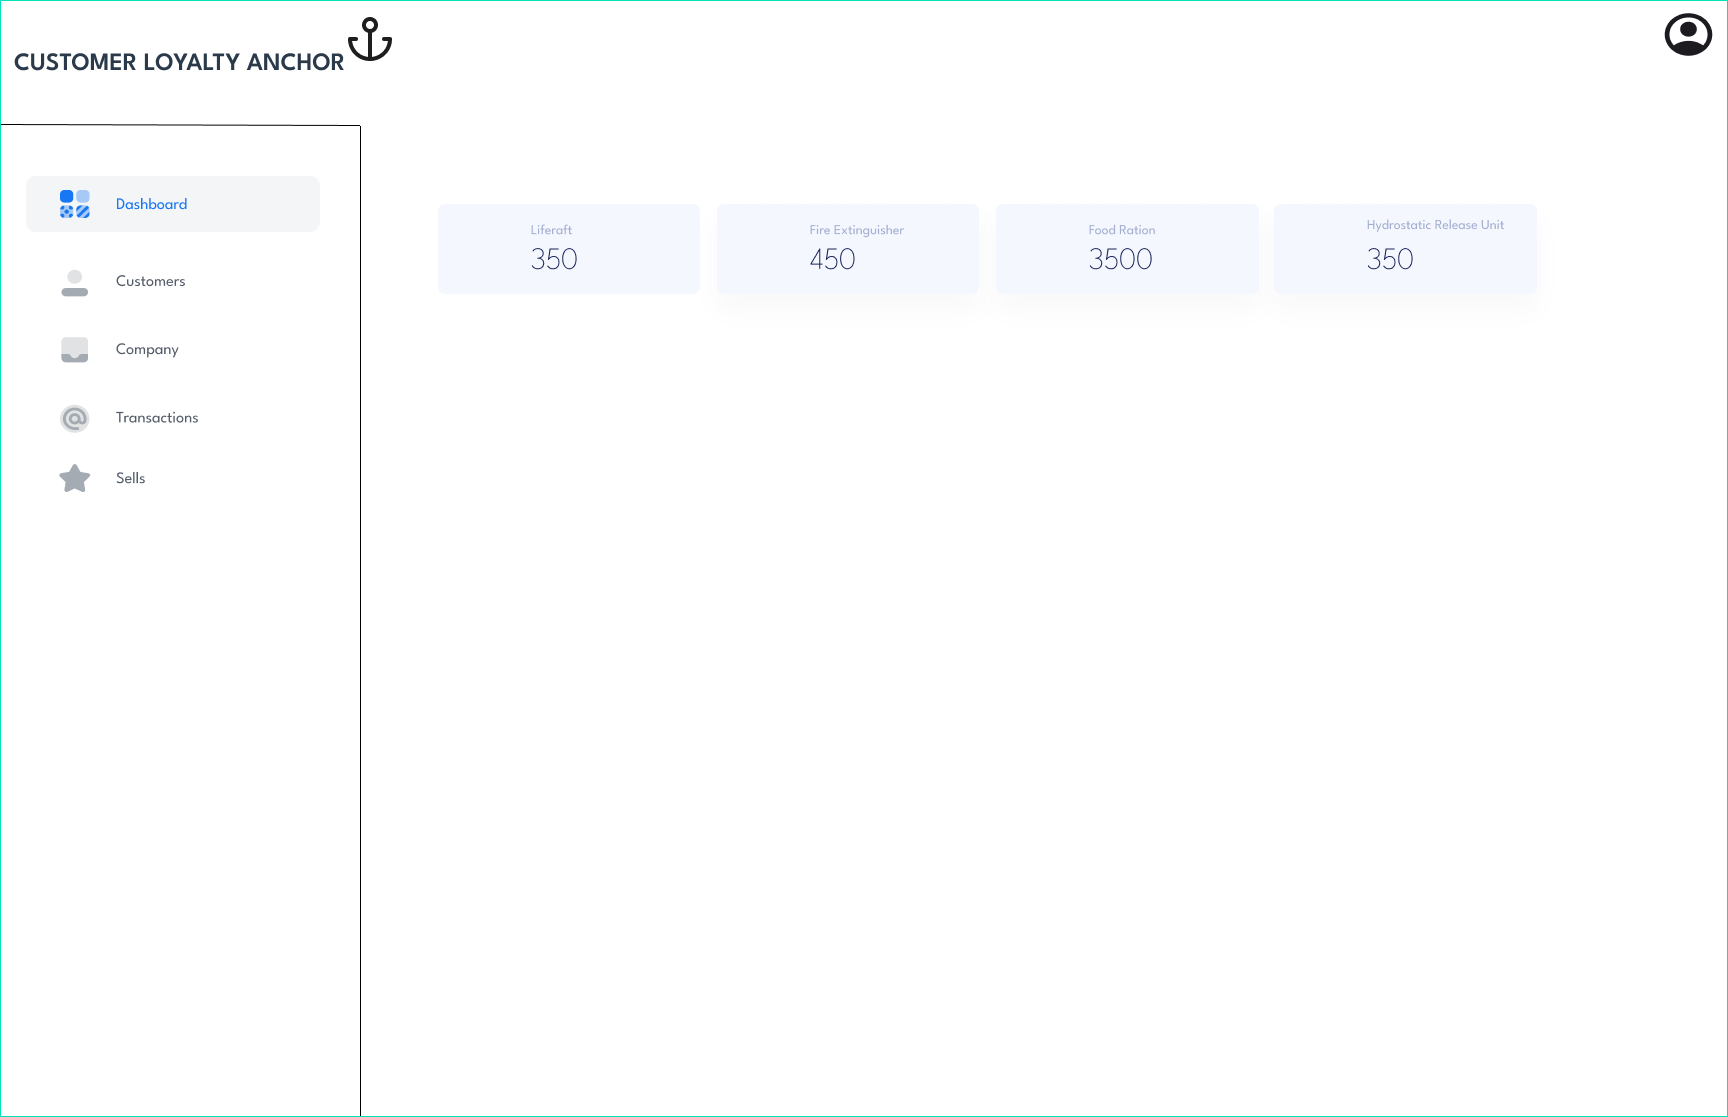 CUSTOMER LOYALTY ANCHOR
Dashboard
Customers
Company
Transactions
Sells
Liferaft
350
Fire Extinguisher
450
Food Ration
3500
Hydrostatic Release Unit
350